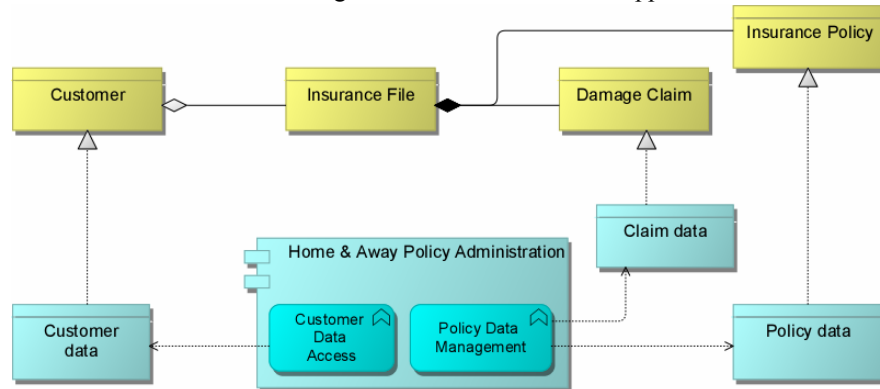 Insurance Policy
Customer
Insurance File
Damage Claim
Claim data
Home & Away Policy Administration
Customer
data
Customer
Data
Access
Policy Data
Management
Policy data